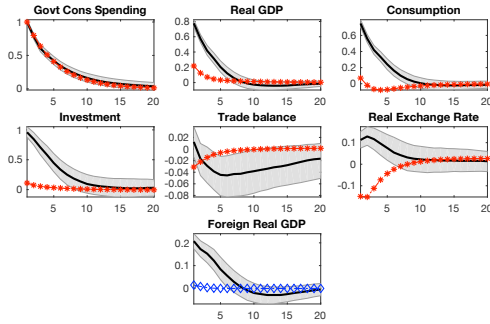 Govt Cons Spending
Real GDP
Consumption
1
0.5
0
5 10 15 20
0.8
0.6
0.4
0.2
0
5 10 15 20
0.6
0.4
0.2
0
5 10 15 20
Investment
Trade balance
Real Exchange Rate
0.5
0
5 10 15 20
0.02
0
-0.02
-0.04
-0.06
-0.08
5 10 15 20
0.1
0
-0.1
5 10 15 20
Foreign Real GDP
0.2
0.1
0
5 10 15 20